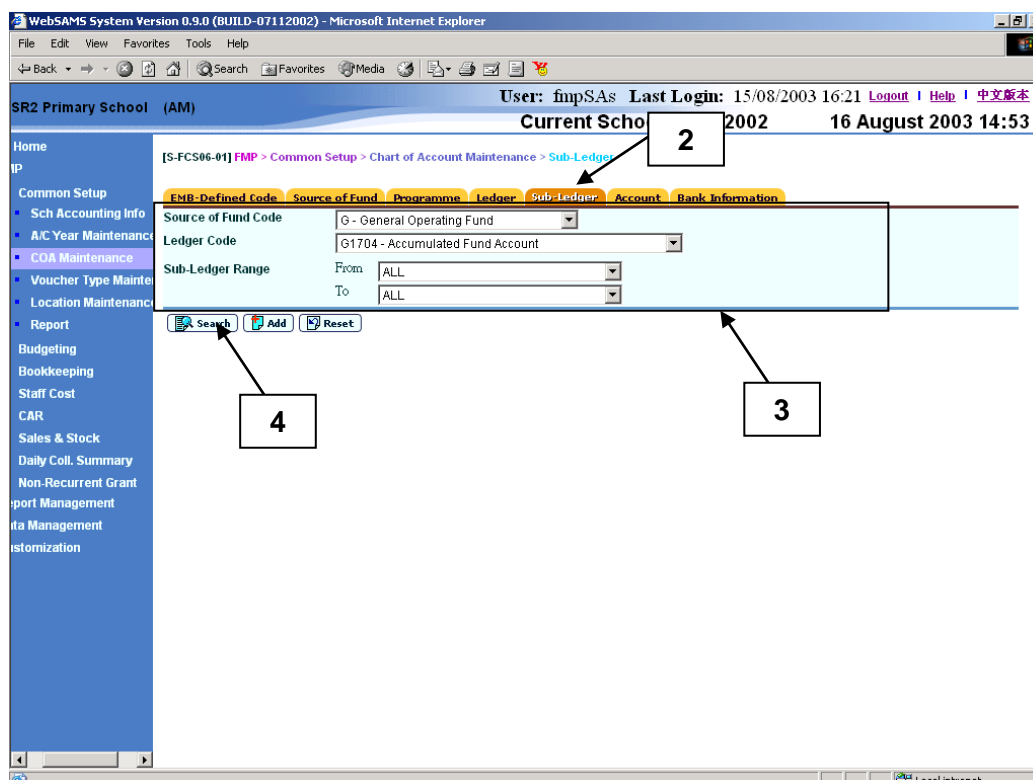 WebSAMS System Version 0.9.0 (BUILD-07112002) - Microsoft Internet Explorer
File Edit View Favorites Tools Help
Back Search Favorites Media
SR2 Primary School (AM)
User: fmpSAs Last Login: 15/08/2003 16:21 Logout | Help | 中文版本
Current Scho 2002 16 August 2003 14:53
2
Home
MP
[S-FCS06-01] FMP > Common Setup > Chart of Account Maintenance > Sub-Ledger
EMB-Defined Code Source of Fund Programme Ledger Sub-Ledger Account Bank Information
Common Setup
Sch Accounting Info
A/C Year Maintenance
COA Maintenance
Voucher Type Mainte
Location Maintenanc
Report
Budgeting
Bookkeeping
Staff Cost
CAR
Sales & Stock
Daily Coll. Summary
Non-Recurrent Grant
port Management
ta Management
stomization
Source of Fund Code G - General Operating Fund
Ledger Code G1704 - Accumulated Fund Account
Sub-Ledger Range From ALL
To ALL
Search Add Reset
4
3
Local intranet